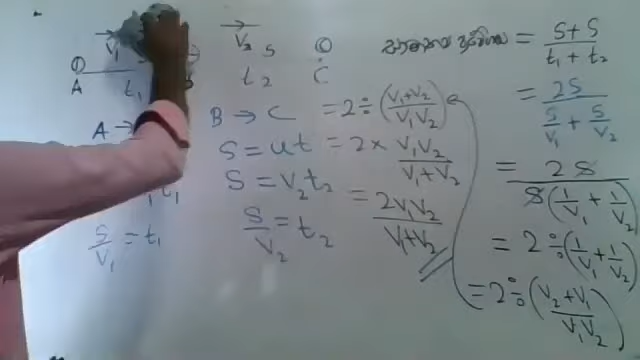 V₁ V₂ S
A t₁ t₂ C
A →
t₁
S/V₁ = t₁
B → C
S = ut
S = V₂t₂
S/V₂ = t₂
= 2 ÷ (V₁+V₂/V₁V₂)
= 2 × V₁V₂/V₁+V₂
= 2V₁V₂/V₁+V₂
= S+S/t₁+t₂
= 2S/(S/V₁ + S/V₂)
= 2S/S(1/V₁ + 1/V₂)
= 2 ÷ (1/V₁ + 1/V₂)
= 2 ÷ (V₂+V₁/V₁V₂)